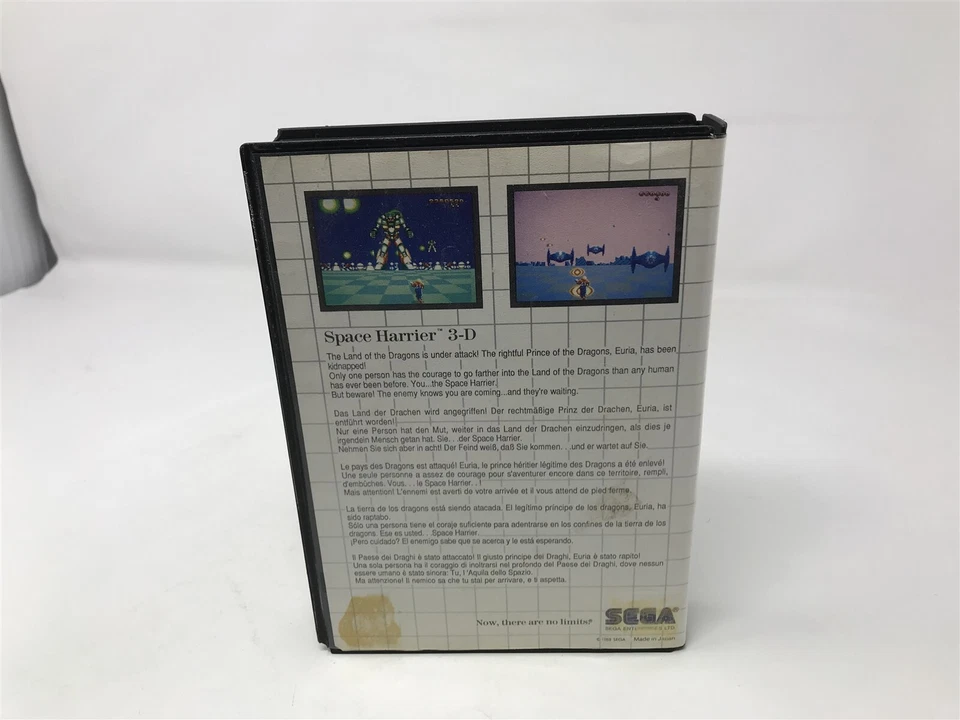 Space Harrier™ 3-D
The Land of the Dragons is under attack! The rightful Prince of the Dragons, Euria, has been
kidnapped!
Only one person has the courage to go farther into the Land of the Dragons than any human
has ever been before. You...the Space Harrier.
But beware! The enemy knows you are coming...and they're waiting.
Das Land der Drachen wird angegriffen! Der rechtmäßige Prinz der Drachen, Euria, ist
entführt worden!
Nur eine Person hat den Mut, weiter in das Land der Drachen einzudringen, als dies je
irgendein Mensch getan hat. Sie. . .der Space Harrier.
Nehmen Sie sich aber in acht! Der Feind weiß, daß Sie kommen. . .und er wartet auf Sie.
Le pays des Dragons est attaqué! Euria, le prince héritier légitime des Dragons a été enlevé!
Une seule personne a assez de courage pour s'aventurer encore dans ce territoire, rempli,
d'embûches. Vous. . . le Space Harrier. . !
Mais attention! L'ennemi est averti de votre arrivée et il vous attend de pied ferme.
La tierra de los dragones está siendo atacada. El legítimo príncipe de los dragons, Euria, ha
sido raptabo.
Sólo una persona tiene el coraje suficiente para adentrarse en los confines de la tierra de los
dragons. Ese es usted. . .Space Harrier.
¡Pero cuidado? El enemigo sabe que se acerca y le está esperando.
Il Paese dei Draghi è stato attaccato! Il giusto principe dei Draghi, Euria è stato rapito!
Una sola persona ha il coraggio di inoltrarsi nel profondo del Paese dei Draghi, dove nessun
essere umano è stato sinora: Tu, l'Aquila dello Spazio.
Ma attenzione! Il nemico sa che tu stai per arrivare, e ti aspetta.
Now, there are no limits!®
SEGA®
SEGA ENTERPRISES LTD.
SEGA Made in Japan